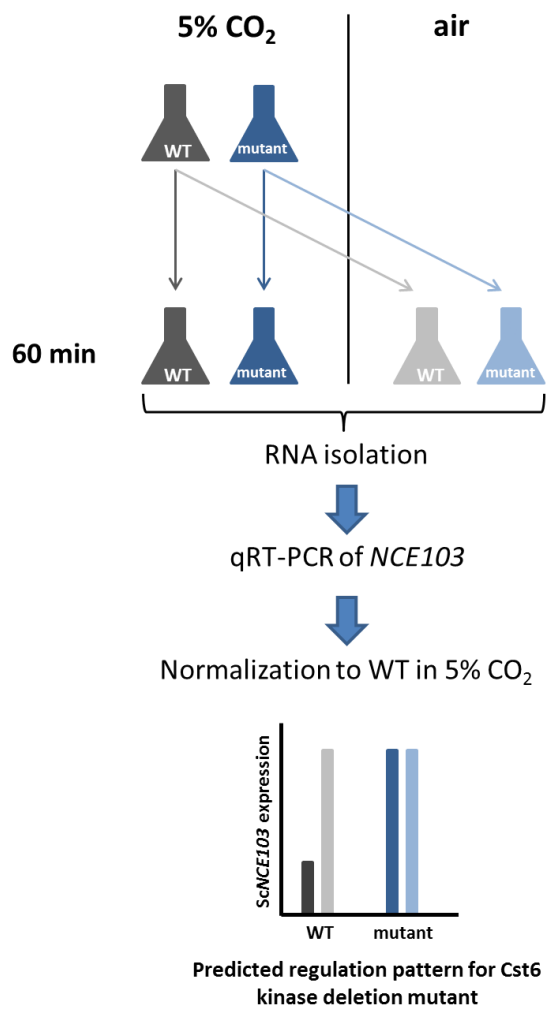 5% CO₂ air
WT mutant
60 min WT mutant WT mutant
RNA isolation
qRT-PCR of NCE103
Normalization to WT in 5% CO₂
ScNCE103 expression
WT mutant
Predicted regulation pattern for Cst6
kinase deletion mutant